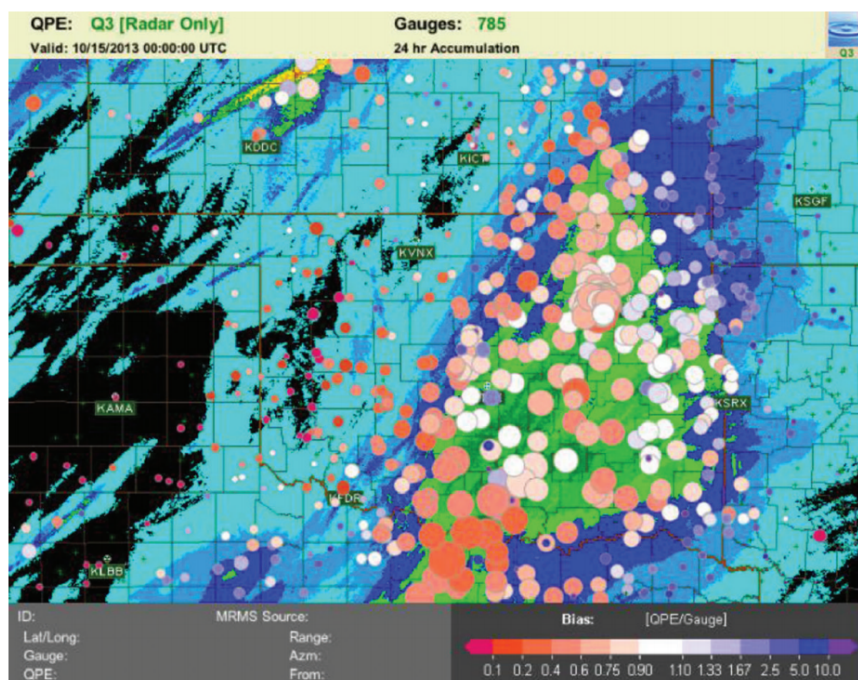 QPE: Q3 [Radar Only] Gauges: 785
Valid: 10/15/2013 00:00:00 UTC 24 hr Accumulation
Q3
KDDC
KICT
KSGF
KVNX
KAMA
KSRX
KFDR
KLBB
ID: MRMS Source: Bias: [QPE/Gauge]
Lat/Long: Range:
Gauge: Azm:
QPE: From:
0.1 0.2 0.4 0.6 0.75 0.90 1.10 1.33 1.67 2.5 5.0 10.0